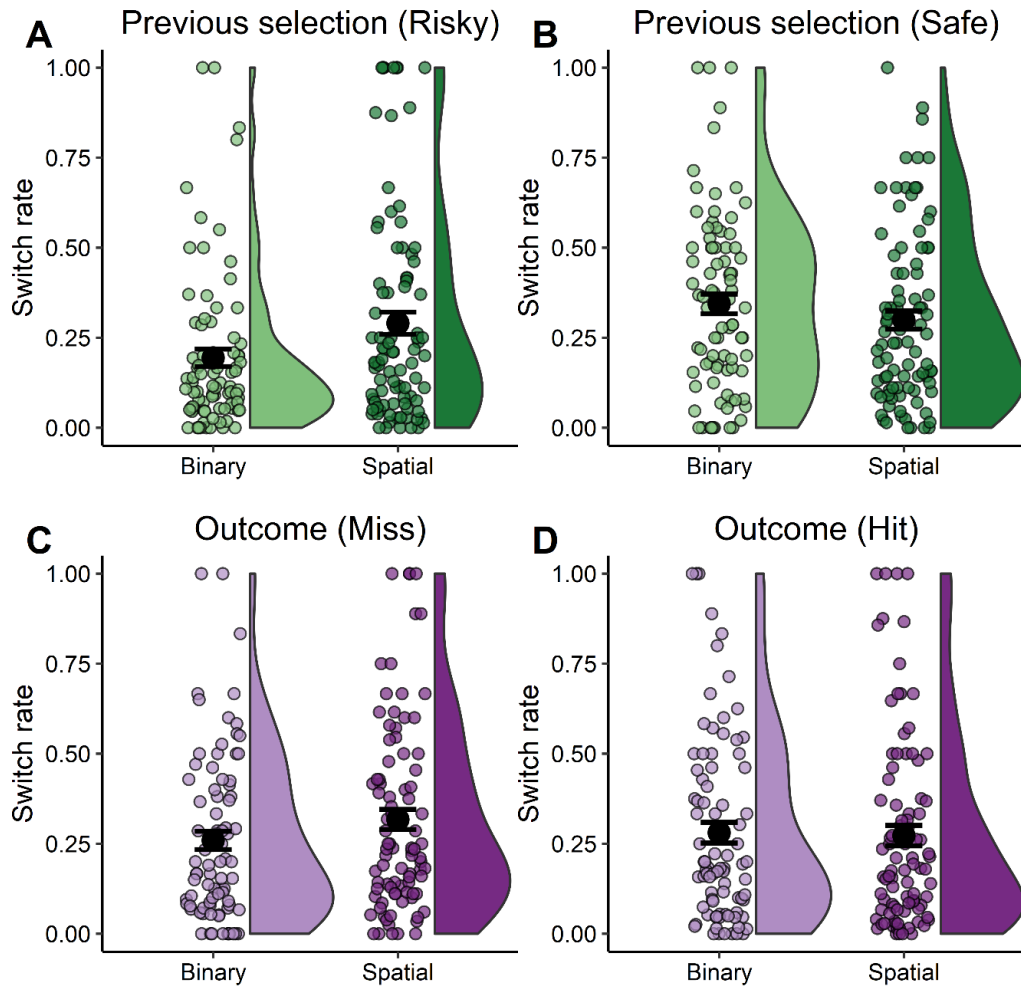 A Previous selection (Risky)
1.00
0.75
0.50
0.25
0.00
Switch rate
Binary Spatial
B Previous selection (Safe)
1.00
0.75
0.50
0.25
0.00
Switch rate
Binary Spatial
C Outcome (Miss)
1.00
0.75
0.50
0.25
0.00
Switch rate
Binary Spatial
D Outcome (Hit)
1.00
0.75
0.50
0.25
0.00
Switch rate
Binary Spatial